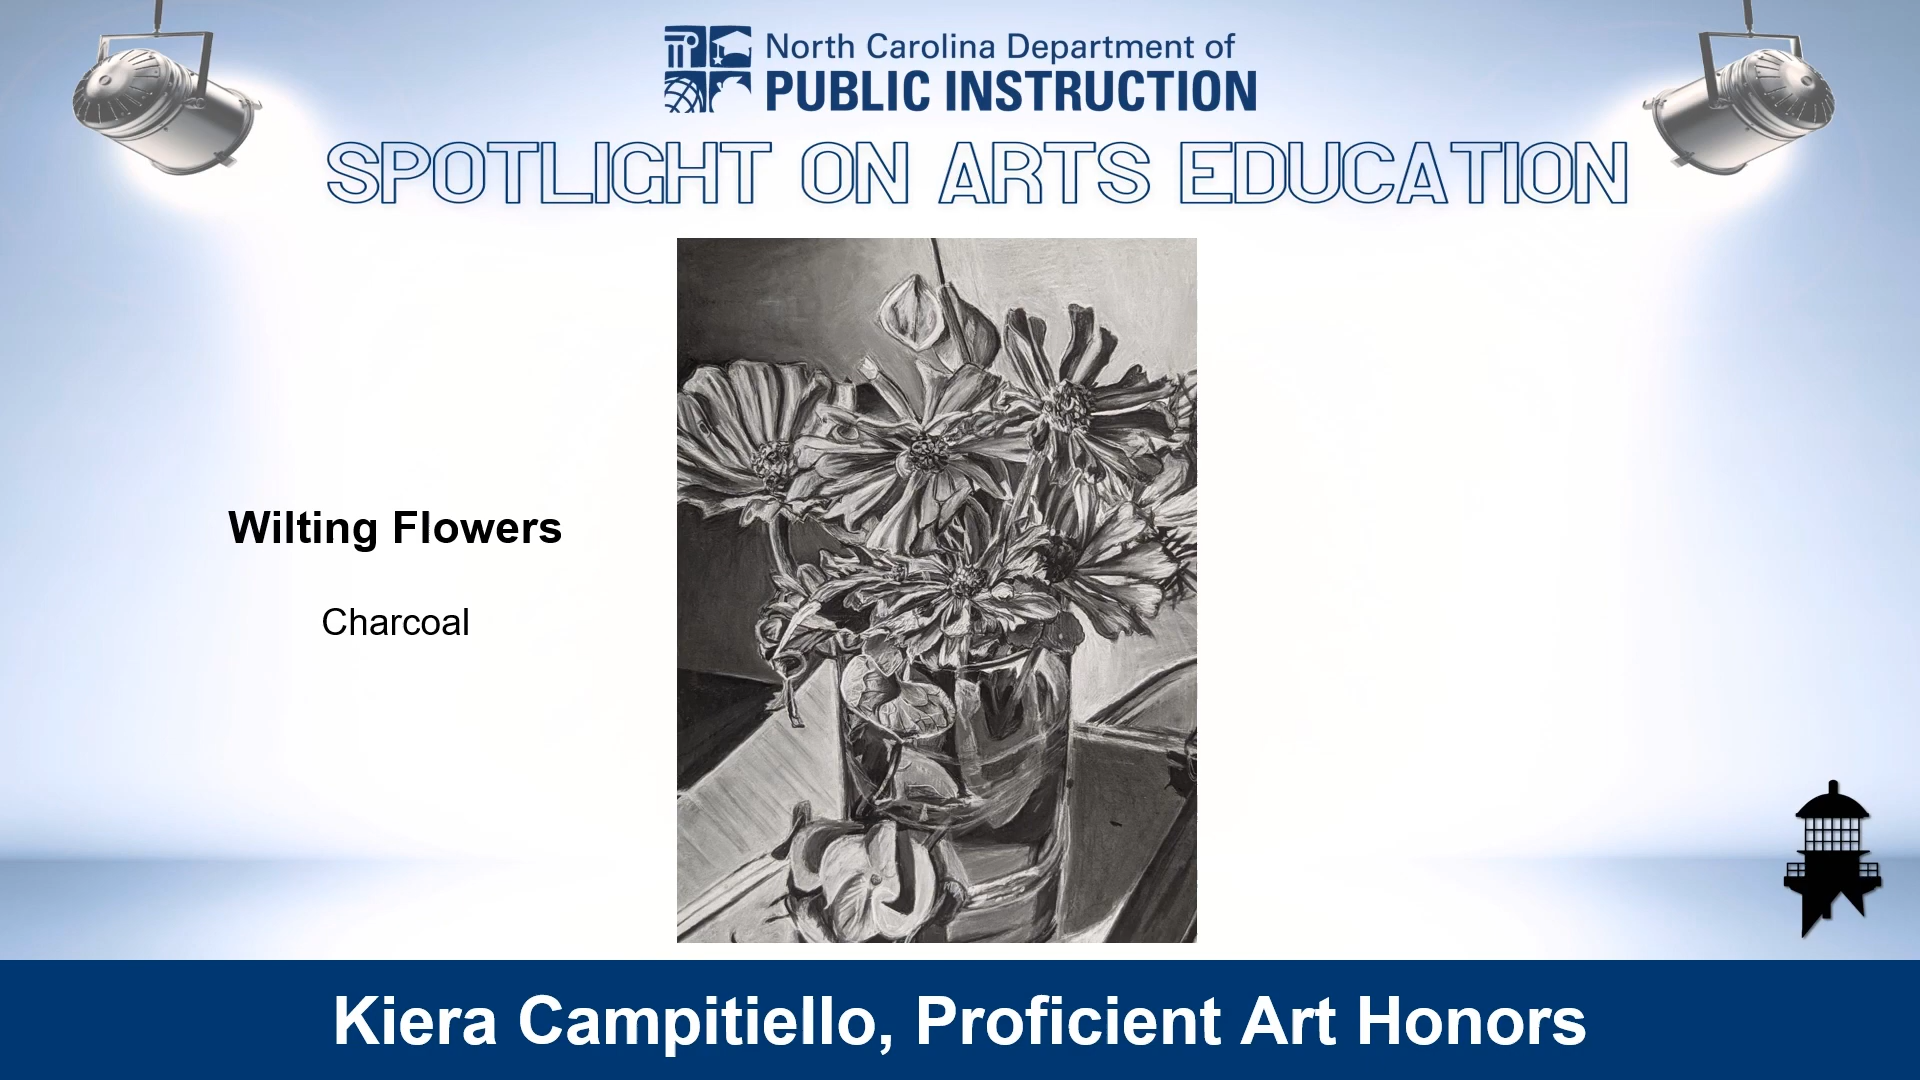 North Carolina Department of
PUBLIC INSTRUCTION
SPOTLIGHT ON ARTS EDUCATION
Wilting Flowers
Charcoal
Kiera Campitiello, Proficient Art Honors